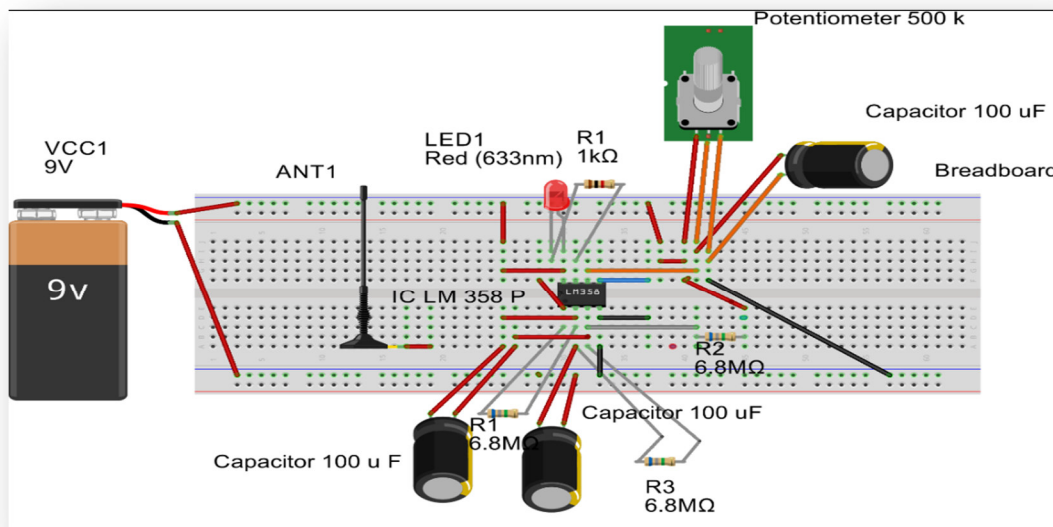 Potentiometer 500 k
Capacitor 100 uF
Breadboard
VCC1
9V
ANT1
LED1
Red (633nm)
R1
1kΩ
9v
IC LM 358 P
LM358
R2
6.8MΩ
R1
6.8MΩ
Capacitor 100 uF
Capacitor 100 u F
R3
6.8MΩ